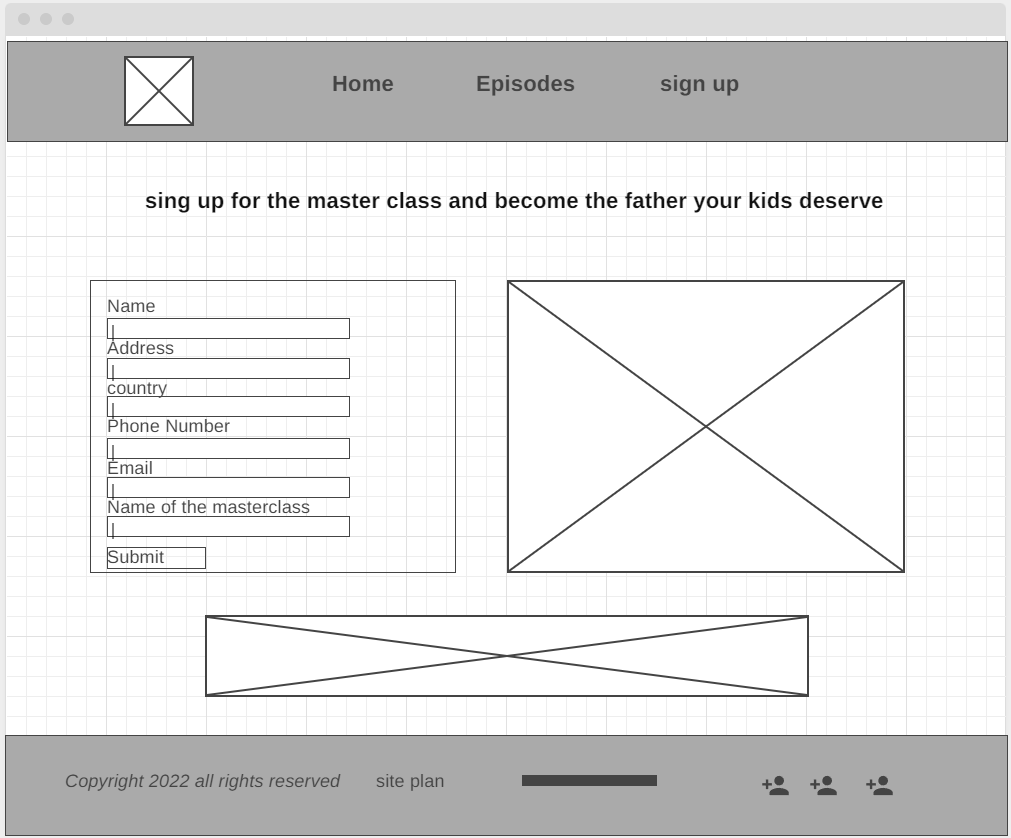 Home Episodes sign up
sing up for the master class and become the father your kids deserve
Name
Address
country
Phone Number
Email
Name of the masterclass
Submit
Copyright 2022 all rights reserved site plan